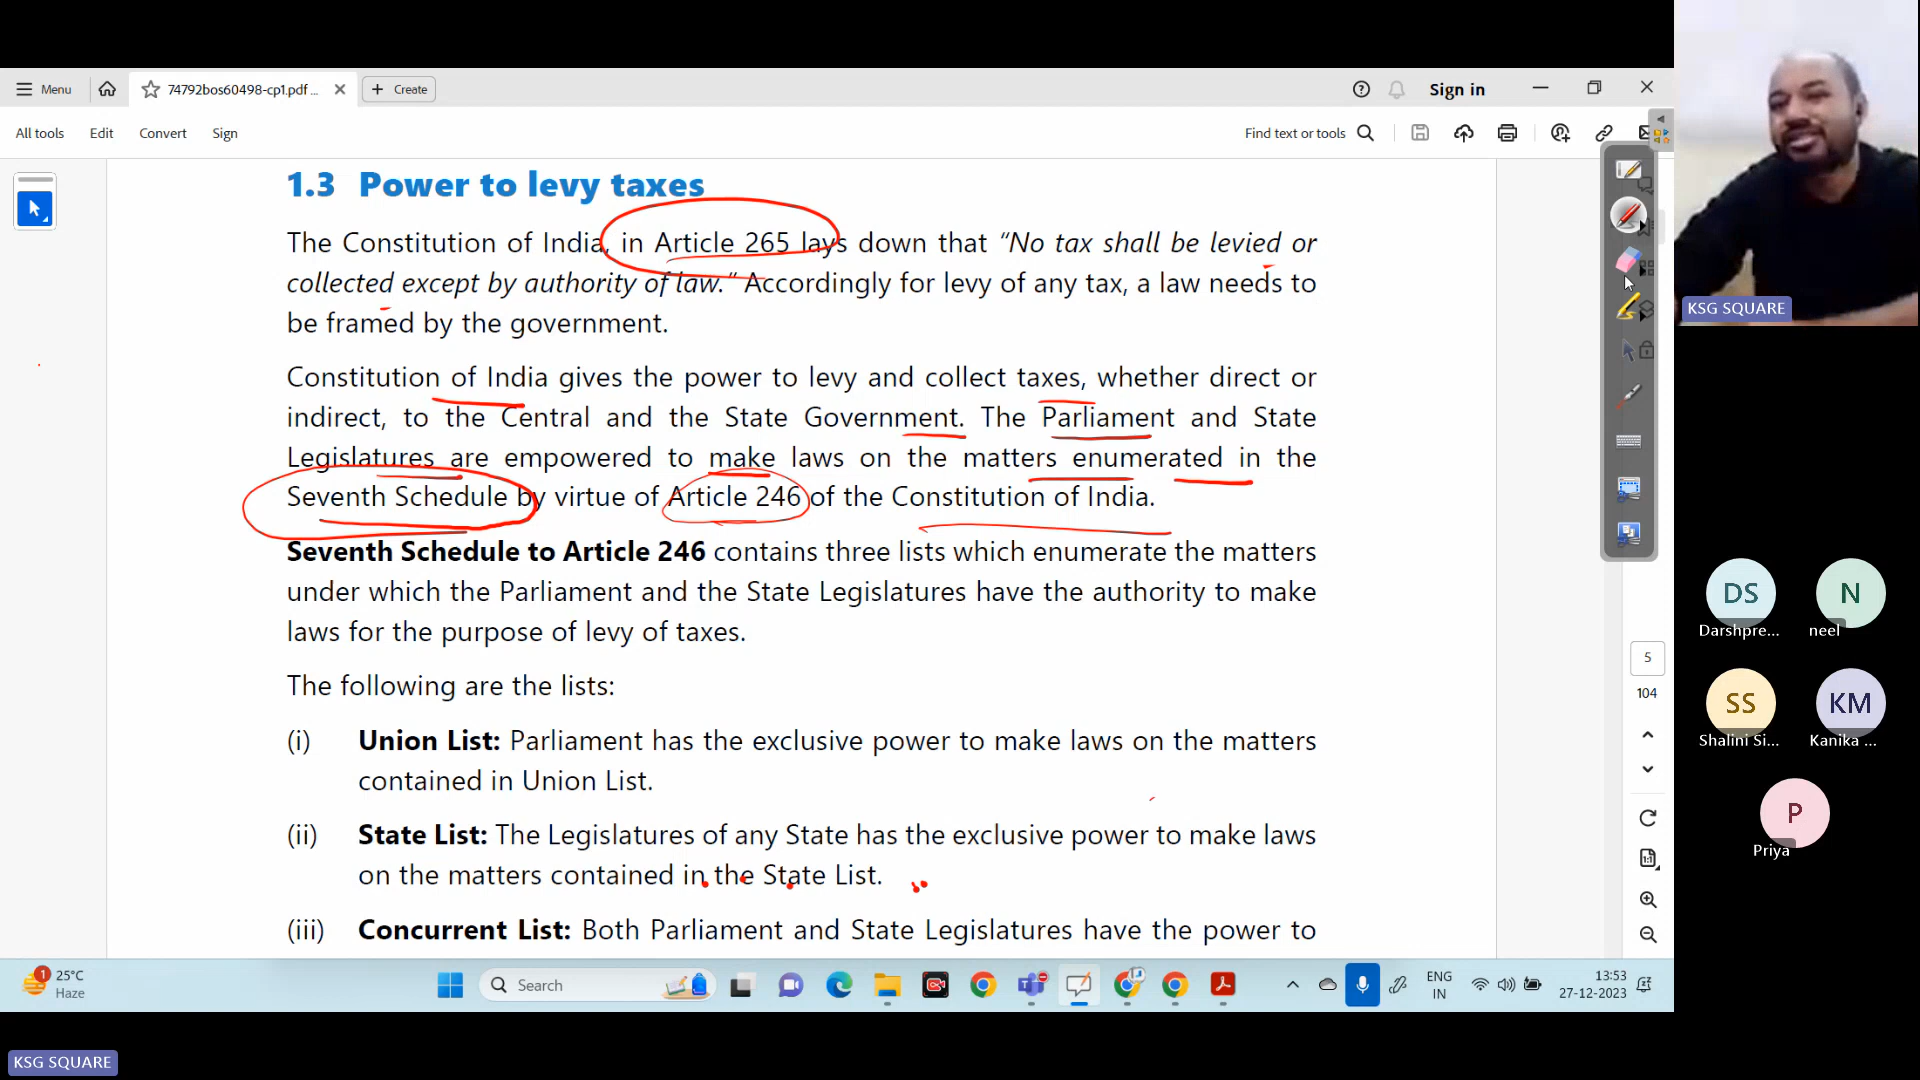 Menu
74792bos60498-cp1.pdf ...
Create
Sign in
All tools
Edit
Convert
Sign
Find text or tools
1.3 Power to levy taxes
The Constitution of India, in Article 265 lays down that “No tax shall be levied or
collected except by authority of law.” Accordingly for levy of any tax, a law needs to
be framed by the government.
Constitution of India gives the power to levy and collect taxes, whether direct or
indirect, to the Central and the State Government. The Parliament and State
Legislatures are empowered to make laws on the matters enumerated in the
Seventh Schedule by virtue of Article 246 of the Constitution of India.
Seventh Schedule to Article 246 contains three lists which enumerate the matters
under which the Parliament and the State Legislatures have the authority to make
laws for the purpose of levy of taxes.
The following are the lists:
(i) Union List: Parliament has the exclusive power to make laws on the matters
contained in Union List.
(ii) State List: The Legislatures of any State has the exclusive power to make laws
on the matters contained in the State List.
(iii) Concurrent List: Both Parliament and State Legislatures have the power to
5
104
1:1
KSG SQUARE
DS
Darshpre...
N
neel
SS
Shalini Si...
KM
Kanika ...
P
Priya
1
25°C
Haze
Search
ENG
IN
13:53
27-12-2023
KSG SQUARE